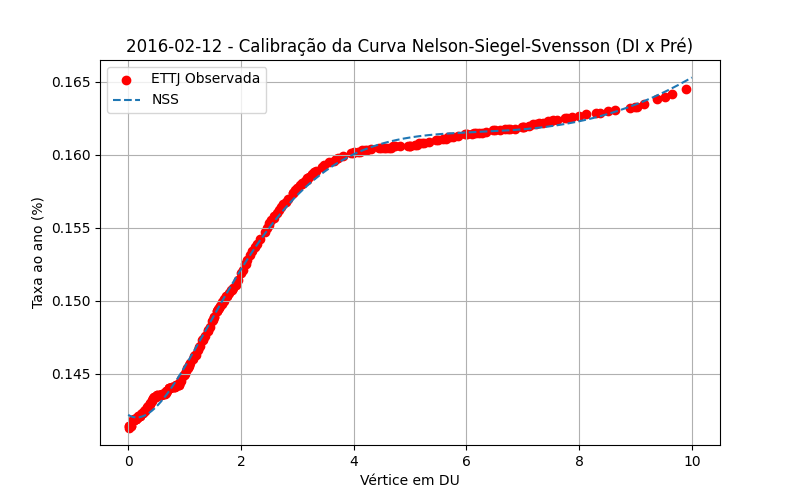 2016-02-12 - Calibração da Curva Nelson-Siegel-Svensson (DI x Pré)
ETTJ Observada
NSS
Taxa ao ano (%)
0.165
0.160
0.155
0.150
0.145
0 2 4 6 8 10
Vértice em DU